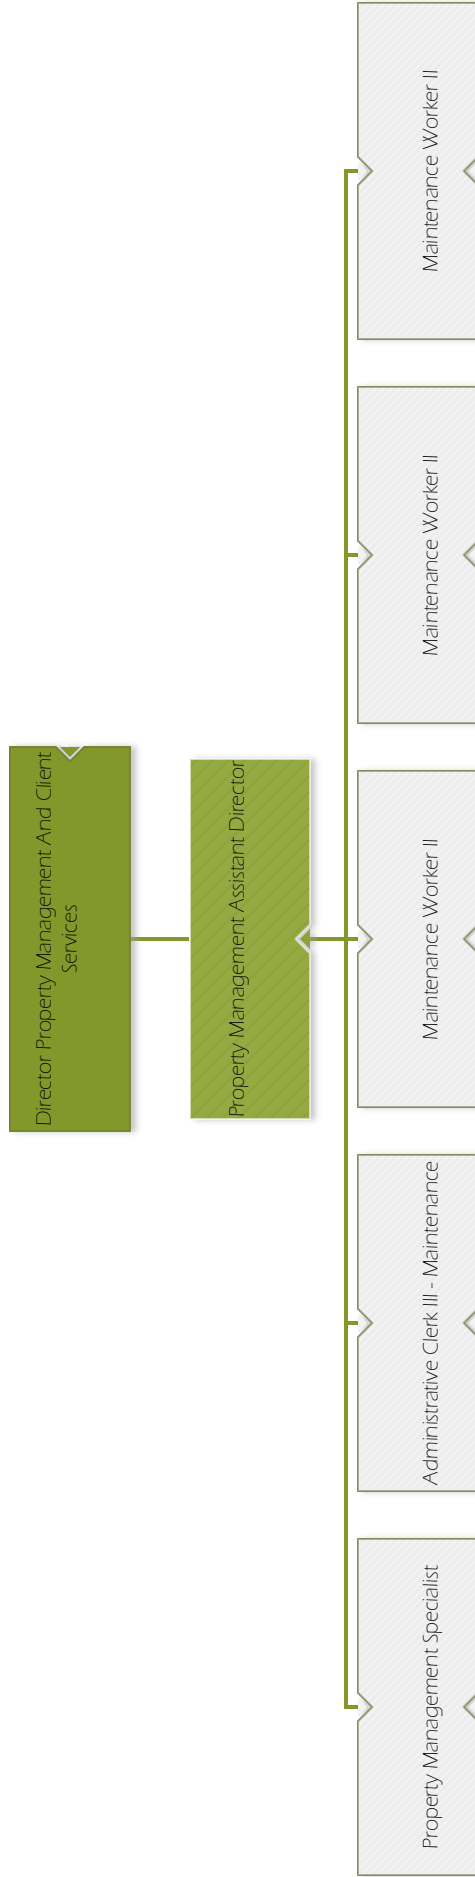 Director Property Management And Client
Services
Property Management Assistant Director
Property Management Specialist
Administrative Clerk III - Maintenance
Maintenance Worker II
Maintenance Worker II
Maintenance Worker II